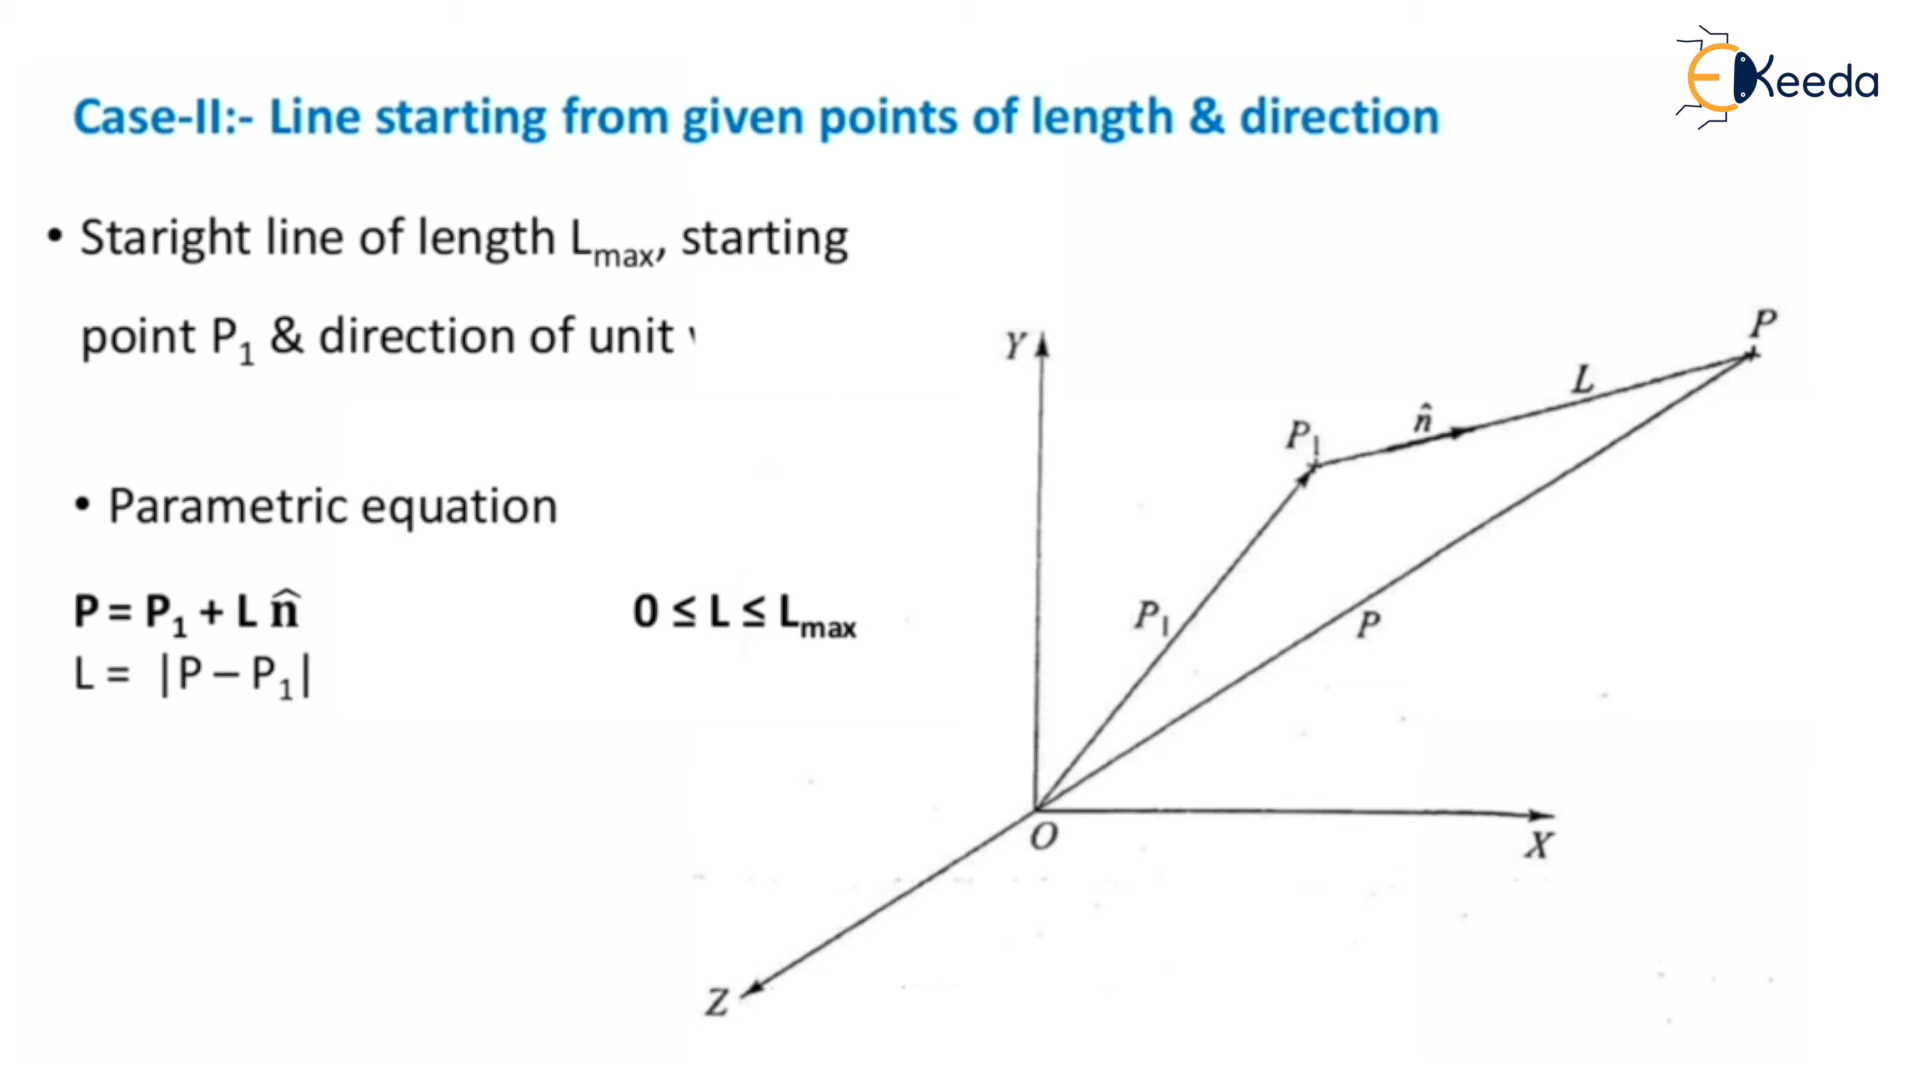 Keeda
Case-II:- Line starting from given points of length & direction
• Staright line of length Lmax, starting
point P1 & direction of unit
• Parametric equation
P = P1 + L n̂
0 ≤ L ≤ Lmax
L = |P – P1|
Y
P
L
n̂
P1
P1
P
O
X
Z